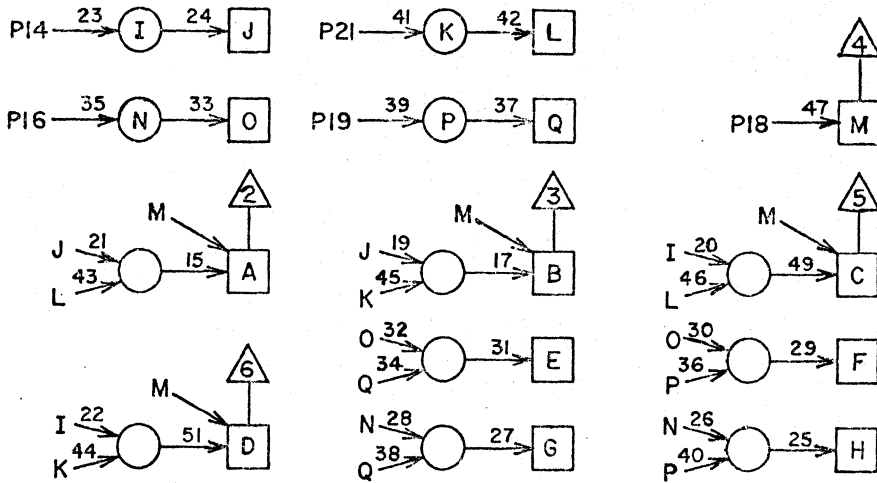 P14 23 I 24 J P21 41 K 42 L 4
P16 35 N 33 O P19 39 P 37 Q P18 47 M
2 3 5
M M M
J 21 15 A J 19 17 B I 20 49 C
L 43 K 45 L 46
O 32 31 E O 30 29 F
6 Q 34 P 36
M
I 22 51 D N 28 27 G N 26 25 H
K 44 Q 38 P 40